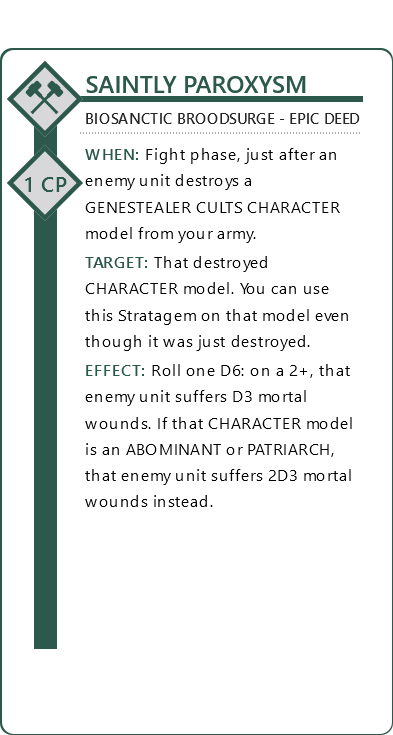 SAINTLY PAROXYSM
BIOSANCTIC BROODSURGE - EPIC DEED
1 CP
WHEN: Fight phase, just after an
enemy unit destroys a
GENESTEALER CULTS CHARACTER
model from your army.
TARGET: That destroyed
CHARACTER model. You can use
this Stratagem on that model even
though it was just destroyed.
EFFECT: Roll one D6: on a 2+, that
enemy unit suffers D3 mortal
wounds. If that CHARACTER model
is an ABOMINANT or PATRIARCH,
that enemy unit suffers 2D3 mortal
wounds instead.